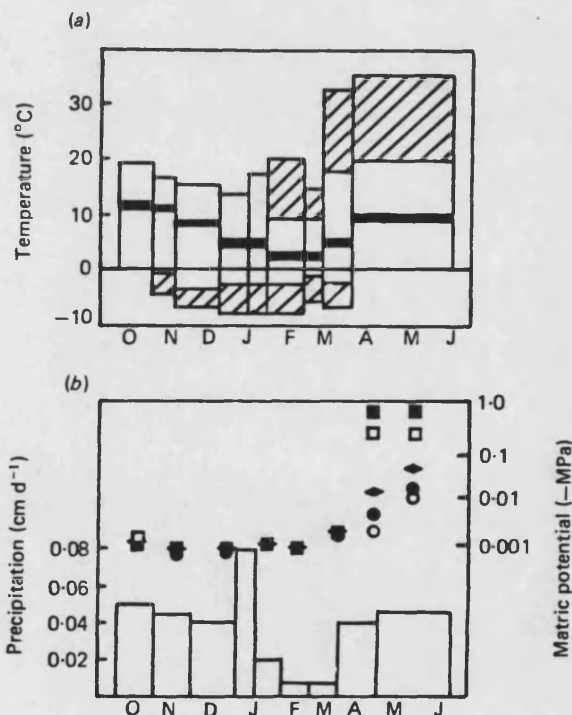 (a)
Temperature (°C)
30
20
10
0
−10
O N D J F M A M J
(b)
Precipitation (cm d⁻¹)
0·08
0·06
0·04
0·02
1·0
0·1
0·01
0·001
Matric potential (−MPa)
O N D J F M A M J